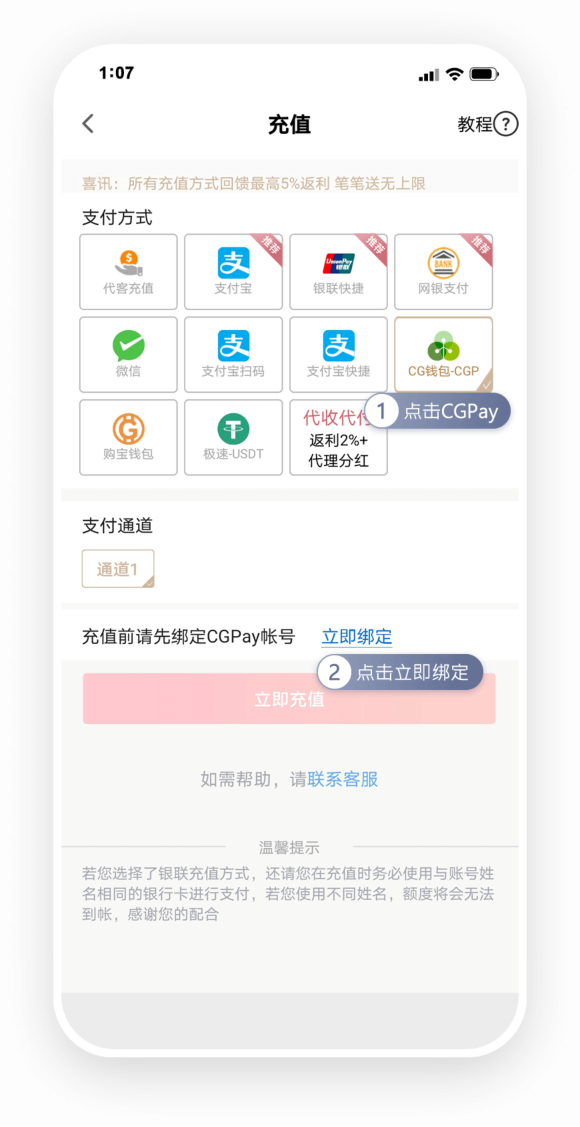 1:07
充值
教程?
喜讯：所有充值方式回馈最高5%返利 笔笔送无上限
支付方式
代客充值
推荐
支付宝
推荐
UnionPay
银联
银联快捷
推荐
BANK
网银支付
微信
支
支付宝扫码
支
支付宝快捷
CG钱包-CGP
1 点击CGPay
购宝钱包
极速-USDT
代收代付
返利2%+
代理分红
支付通道
通道1
充值前请先绑定CGPay帐号 立即绑定
2 点击立即绑定
立即充值
如需帮助，请联系客服
温馨提示
若您选择了银联充值方式，还请您在充值时务必使用与账号姓
名相同的银行卡进行支付，若您使用不同姓名，额度将会无法
到帐，感谢您的配合